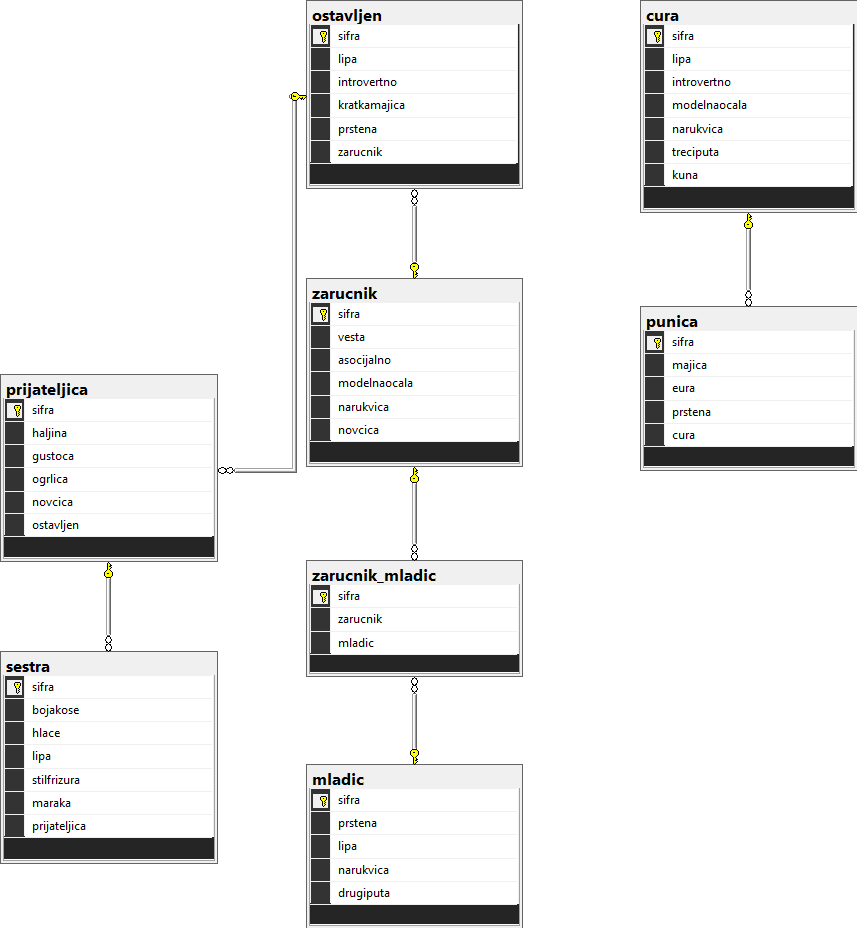 ostavljen
sifra
lipa
introvertno
kratkamajica
prstena
zarucnik
cura
sifra
lipa
introvertno
modelnaocala
narukvica
treciputa
kuna
zarucnik
sifra
vesta
asocijalno
modelnaocala
narukvica
novcica
punica
sifra
majica
eura
prstena
cura
prijateljica
sifra
haljina
gustoca
ogrlica
novcica
ostavljen
zarucnik_mladic
sifra
zarucnik
mladic
sestra
sifra
bojakose
hlace
lipa
stilfrizura
maraka
prijateljica
mladic
sifra
prstena
lipa
narukvica
drugiputa